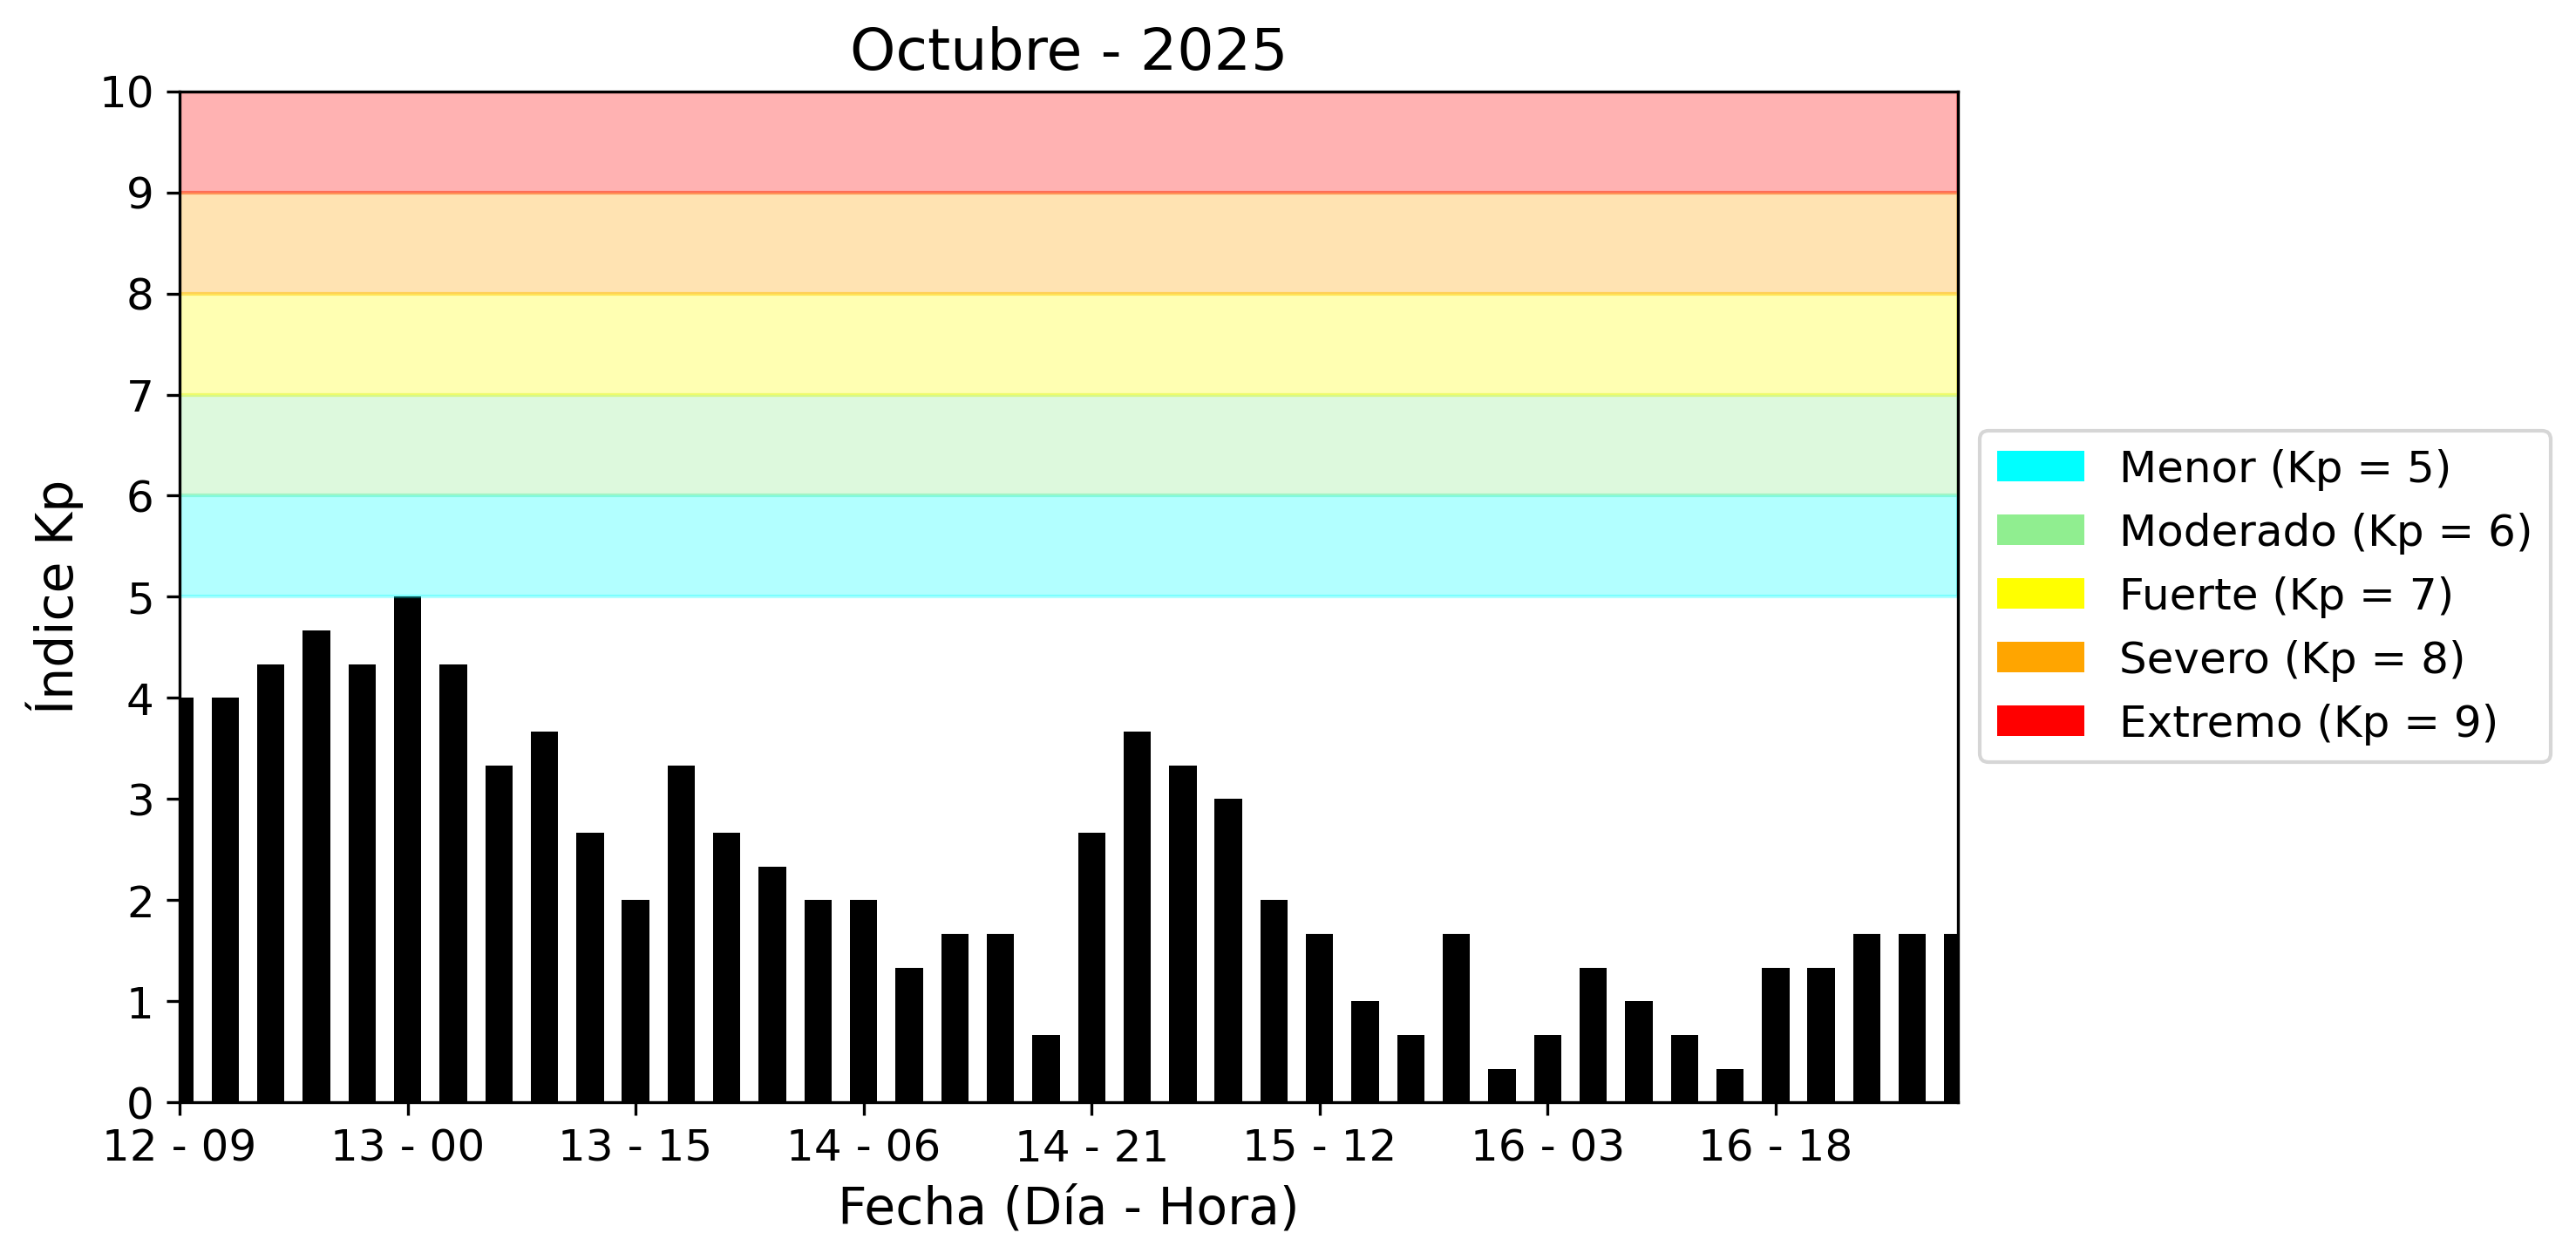 Octubre - 2025
10
9
8
7
6
5
4
3
2
1
0
Índice Kp
12 - 09
13 - 00
13 - 15
14 - 06
14 - 21
15 - 12
16 - 03
16 - 18
Fecha (Día - Hora)
Menor (Kp = 5)
Moderado (Kp = 6)
Fuerte (Kp = 7)
Severo (Kp = 8)
Extremo (Kp = 9)